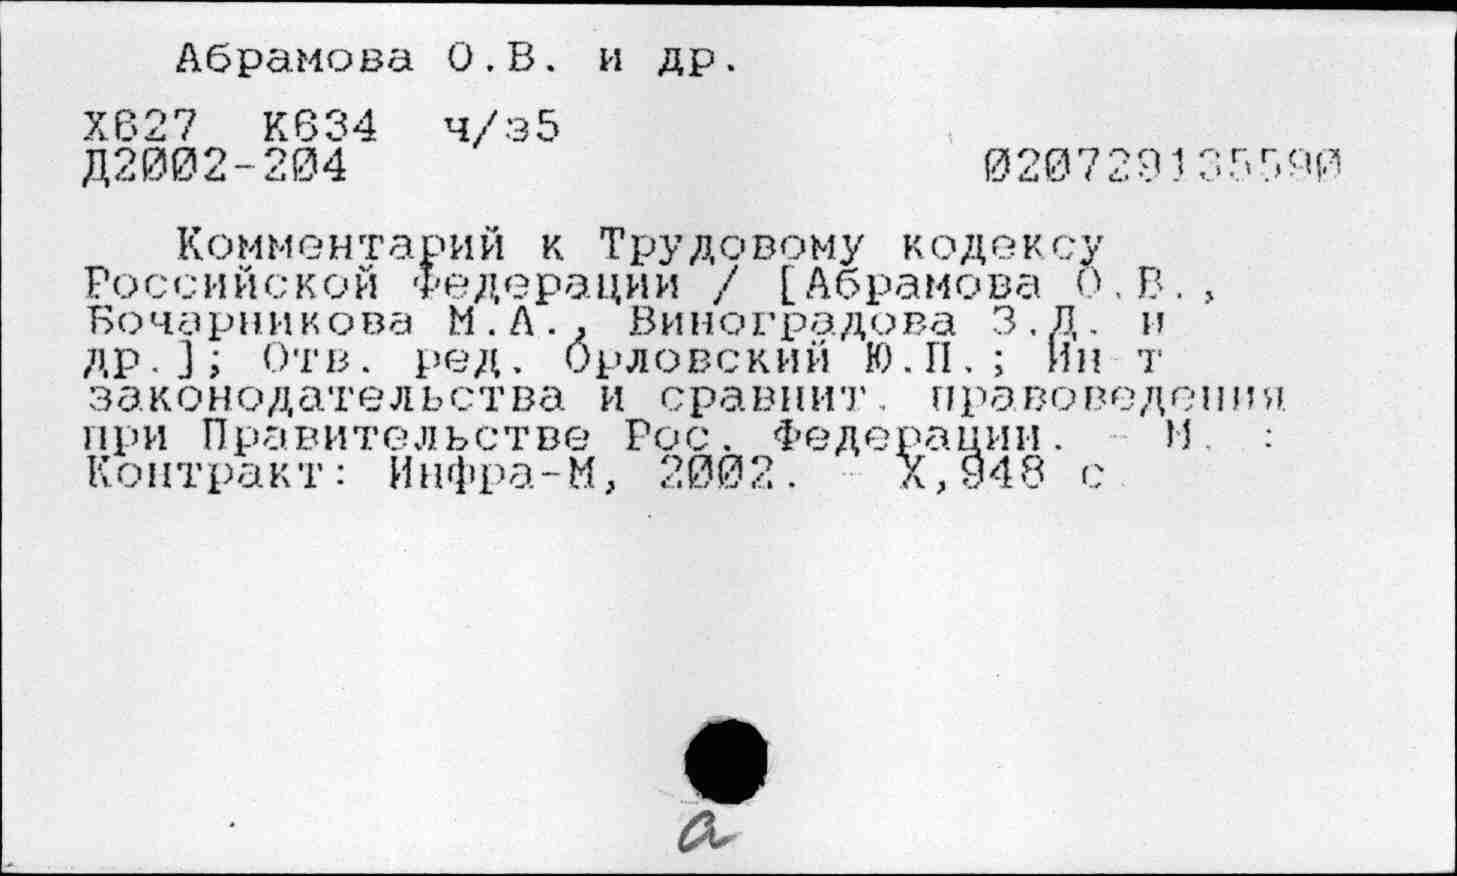 Абрамова О.В. и др.
Х627 К634 ч/з5
Д2002-204 020729135590
Комментарий к Трудовому кодексу
Российской Федерации / [Абрамова О.В.,
Бочарникова М.А., Виноградова З.Д. и
др.]; Отв. ред. Орловский Ю.П.; Ин-т
законодательства и сравнит. правоведения
при Правительстве Рос. Федерации. - М. :
Контракт: Инфра-М, 2002. - X,948 с.
а